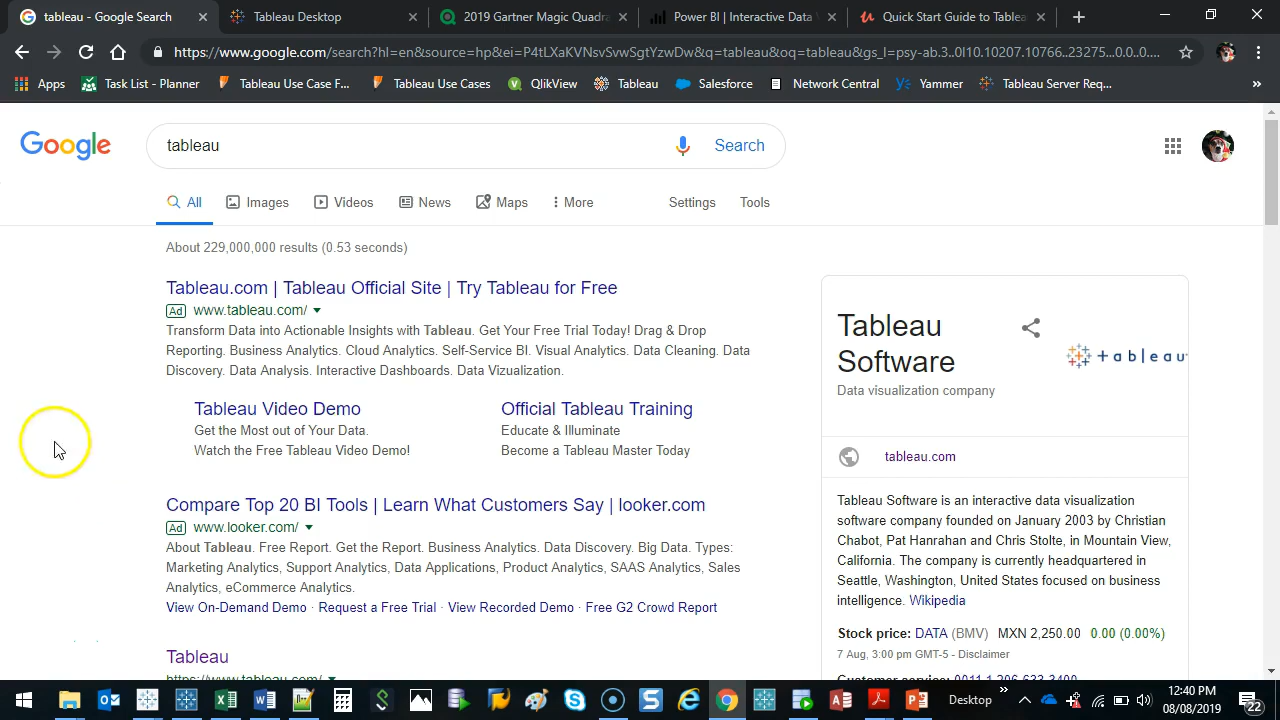 tableau - Google Search
Tableau Desktop
2019 Gartner Magic Quadra
Power BI | Interactive Data V
Quick Start Guide to Tablea
https://www.google.com/search?hl=en&source=hp&ei=P4tLXaKVNsvSvwSgtYzwDw&q=tableau&oq=tableau&gs_l=psy-ab.3..0l10.10207.10766..23275...0.0..0....
Apps
Task List - Planner
Tableau Use Case F...
Tableau Use Cases
QlikView
Tableau
Salesforce
Network Central
Yammer
Tableau Server Req...
»
Google
tableau
Search
All
Images
Videos
News
Maps
More
Settings
Tools
About 229,000,000 results (0.53 seconds)
Tableau.com | Tableau Official Site | Try Tableau for Free
Ad www.tableau.com/
Transform Data into Actionable Insights with Tableau. Get Your Free Trial Today! Drag & Drop
Reporting. Business Analytics. Cloud Analytics. Self-Service BI. Visual Analytics. Data Cleaning. Data
Discovery. Data Analysis. Interactive Dashboards. Data Vizualization.
Tableau Video Demo
Get the Most out of Your Data.
Watch the Free Tableau Video Demo!
Official Tableau Training
Educate & Illuminate
Become a Tableau Master Today
Compare Top 20 BI Tools | Learn What Customers Say | looker.com
Ad www.looker.com/
About Tableau. Free Report. Get the Report. Business Analytics. Data Discovery. Big Data. Types:
Marketing Analytics, Support Analytics, Data Applications, Product Analytics, SAAS Analytics, Sales
Analytics, eCommerce Analytics.
View On-Demand Demo · Request a Free Trial · View Recorded Demo · Free G2 Crowd Report
Tableau
https://www.tableau.com/
Tableau
Software
Data visualization company
+ableau
tableau.com
Tableau Software is an interactive data visualization
software company founded on January 2003 by Christian
Chabot, Pat Hanrahan and Chris Stolte, in Mountain View,
California. The company is currently headquartered in
Seattle, Washington, United States focused on business
intelligence. Wikipedia
Stock price: DATA (BMV) MXN 2,250.00 0.00 (0.00%)
7 Aug, 3:00 pm GMT-5 - Disclaimer
Customer service: 0011 1 206-633-3400
Desktop
»
12:40 PM
08/08/2019
22